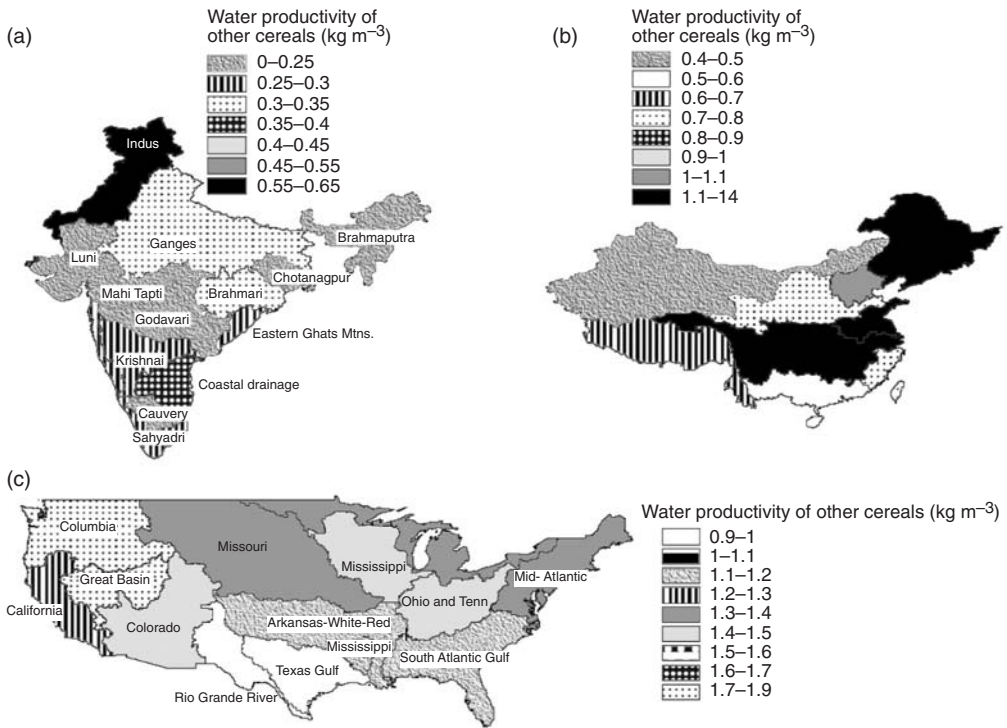 (a)
Water productivity of
other cereals (kg m–3)
0–0.25
0.25–0.3
0.3–0.35
0.35–0.4
0.4–0.45
0.45–0.55
0.55–0.65
Indus
Ganges
Brahmaputra
Luni
Chotanagpur
Mahi Tapti
Brahmari
Godavari
Eastern Ghats Mtns.
Krishnai
Coastal drainage
Cauvery
Sahyadri
(b)
Water productivity of
other cereals (kg m–3)
0.4–0.5
0.5–0.6
0.6–0.7
0.7–0.8
0.8–0.9
0.9–1
1–1.1
1.1–14
(c)
Columbia
Missouri
Mississippi
Great Basin
Mid- Atlantic
California
Ohio and Tenn
Colorado
Arkansas-White-Red
Mississippi
South Atlantic Gulf
Texas Gulf
Rio Grande River
Water productivity of other cereals (kg m–3)
0.9–1
1–1.1
1.1–1.2
1.2–1.3
1.3–1.4
1.4–1.5
1.5–1.6
1.6–1.7
1.7–1.9